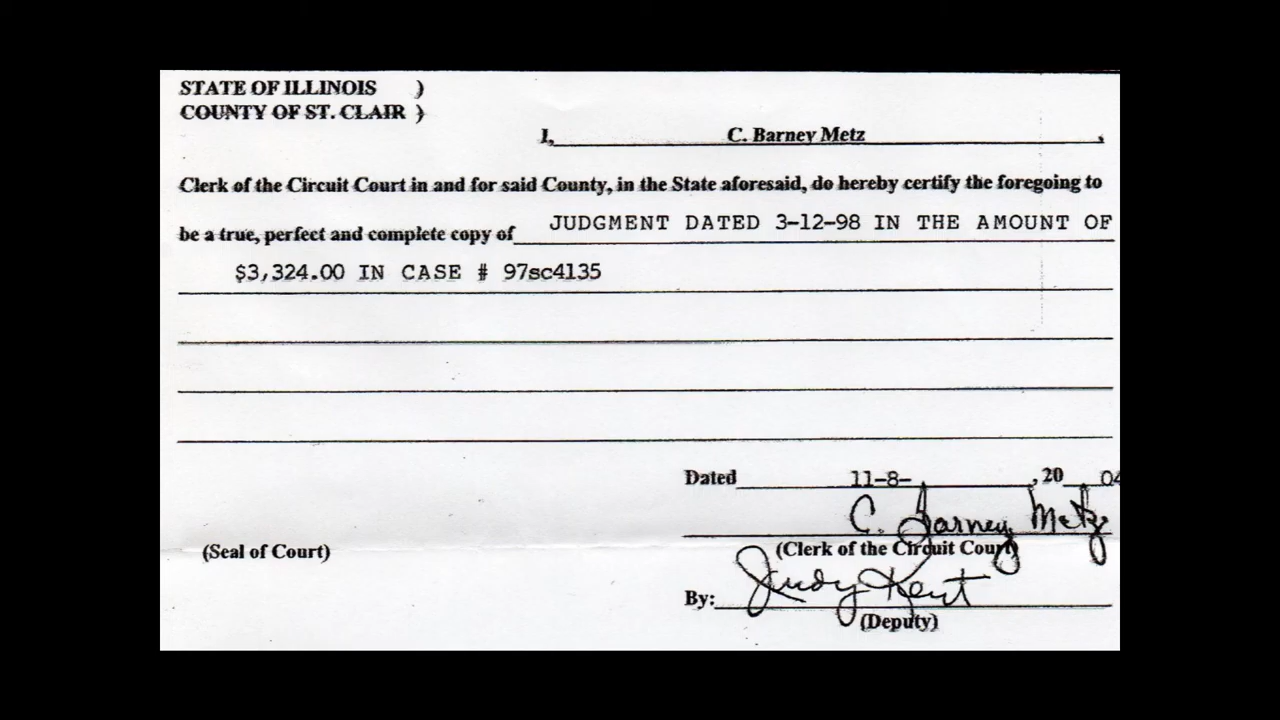 STATE OF ILLINOIS )
COUNTY OF ST. CLAIR )
I, C. Barney Metz ,
Clerk of the Circuit Court in and for said County, in the State aforesaid, do hereby certify the foregoing to
be a true, perfect and complete copy of JUDGMENT DATED 3-12-98 IN THE AMOUNT OF
$3,324.00 IN CASE # 97sc4135
Dated 11-8- , 20 04
C. Barney Metz
(Seal of Court) (Clerk of the Circuit Court)
By: Judy Kent
(Deputy)